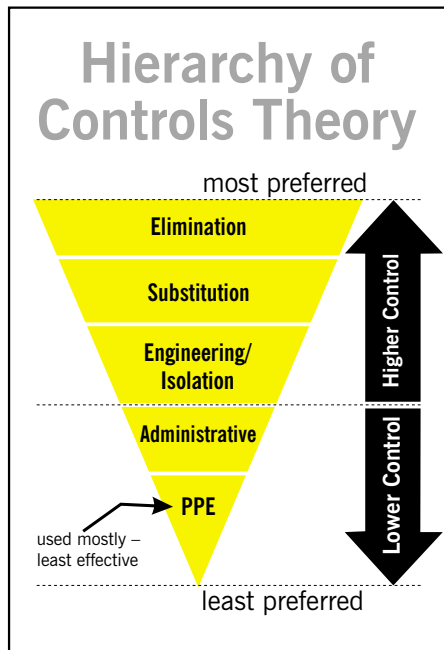 Hierarchy of
Controls Theory
most preferred
Elimination
Substitution
Engineering/
Isolation
Administrative
PPE
used mostly –
least effective
least preferred
Higher Control
Lower Control